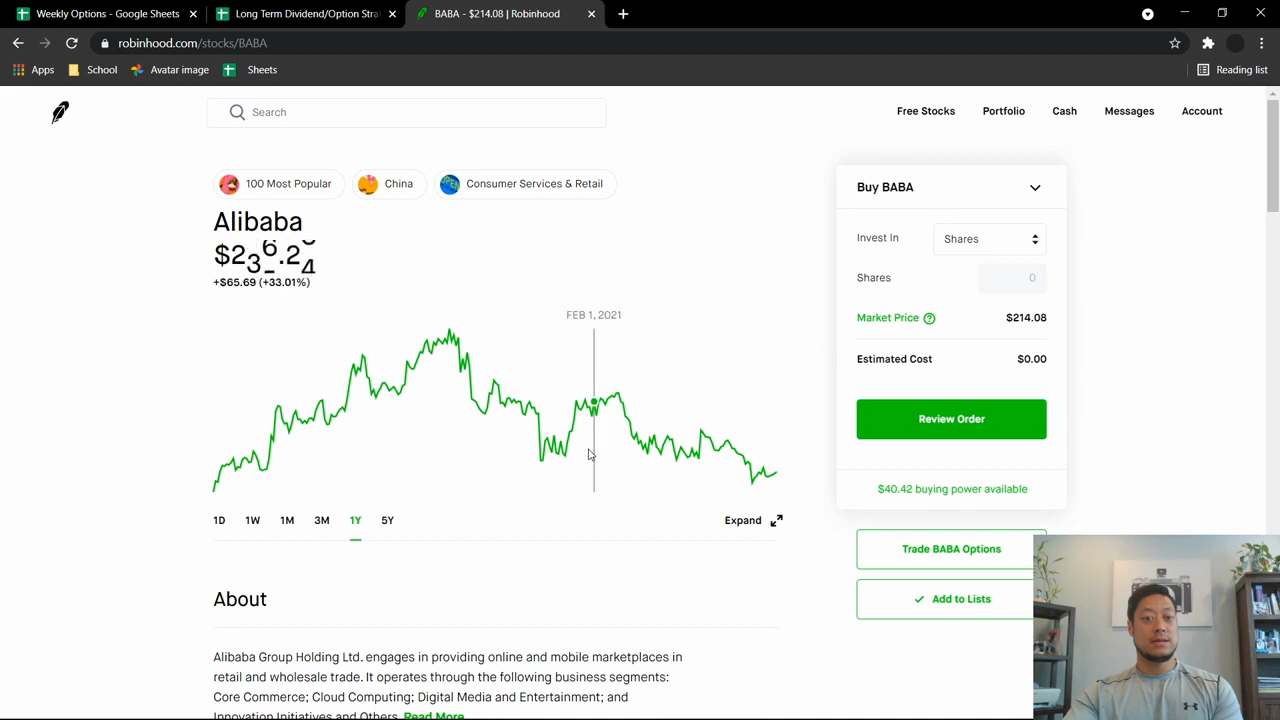 Weekly Options - Google Sheets
Long Term Dividend/Option Strat
BABA - $214.08 | Robinhood
robinhood.com/stocks/BABA
Apps School Avatar image Sheets Reading list
Search
Free Stocks Portfolio Cash Messages Account
100 Most Popular China Consumer Services & Retail
Alibaba
+$65.69 (+33.01%)
FEB 1, 2021
1D 1W 1M 3M 1Y 5Y Expand
Buy BABA
Invest In Shares
Shares 0
Market Price $214.08
Estimated Cost $0.00
Review Order
$40.42 buying power available
Trade BABA Options
Add to Lists
About
Alibaba Group Holding Ltd. engages in providing online and mobile marketplaces in
retail and wholesale trade. It operates through the following business segments:
Core Commerce; Cloud Computing; Digital Media and Entertainment; and
Innovation Initiatives and Others. Read More